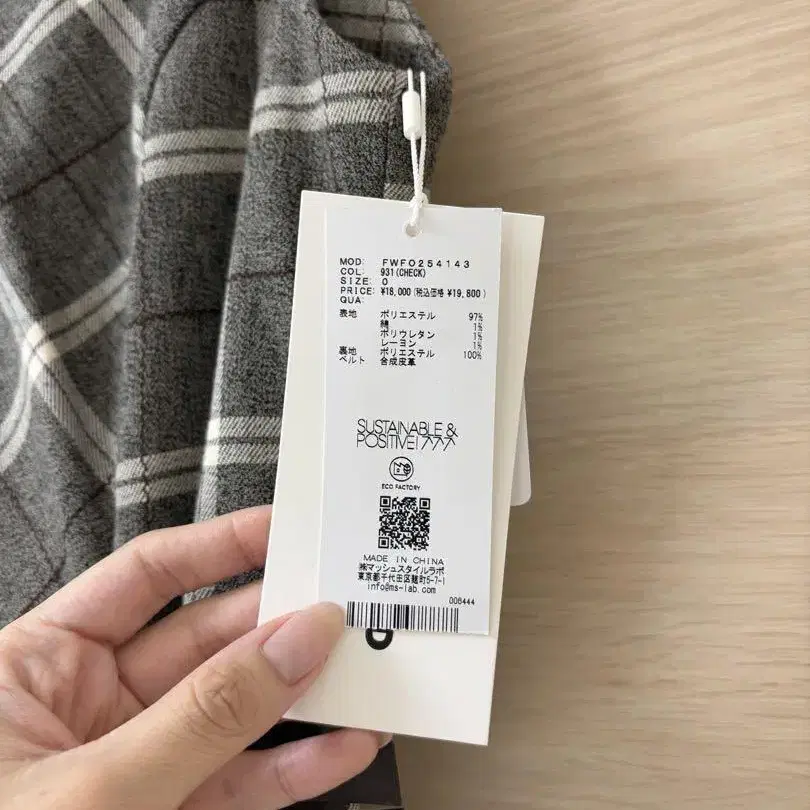 MOD: FWFO254143
COL: 931(CHECK)
SIZE: 0
PRICE: ¥18,000(税込価格 ¥19,800)
QUA:
表地 ポリエステル 97%
綿 1%
ポリウレタン 1%
レーヨン 1%
裏地 ポリエステル 100%
ベルト 合成皮革
SUSTAINABLE &
POSITIVE! 777
ECO FACTORY
MADE IN CHINA
㈱マッシュスタイルラボ
東京都千代田区麹町5-7-1
info@ms-lab.com
006444
D